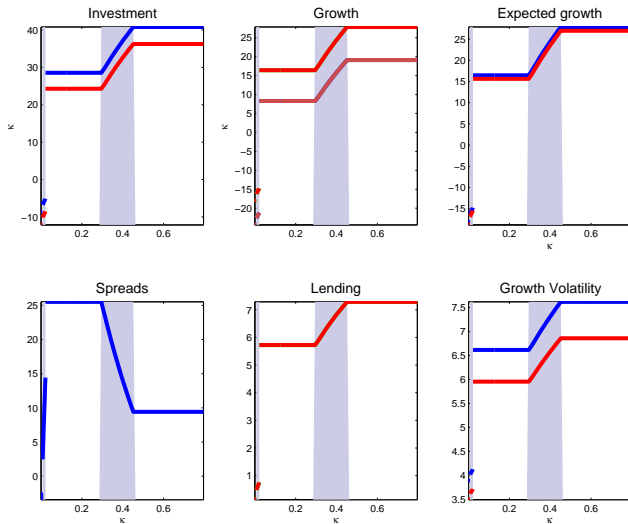 Investment
40
30
20
10
0
−10
κ
0.2 0.4 0.6
Growth
25
20
15
10
5
0
−5
−10
−15
−20
κ
0.2 0.4 0.6
Expected growth
25
20
15
10
5
0
−5
−10
−15
0.2 0.4 0.6
κ
Spreads
25
20
15
10
5
0
0.2 0.4 0.6
κ
Lending
7
6
5
4
3
2
1
0.2 0.4 0.6
κ
Growth Volatility
7.5
7
6.5
6
5.5
5
4.5
4
3.5
0.2 0.4 0.6
κ